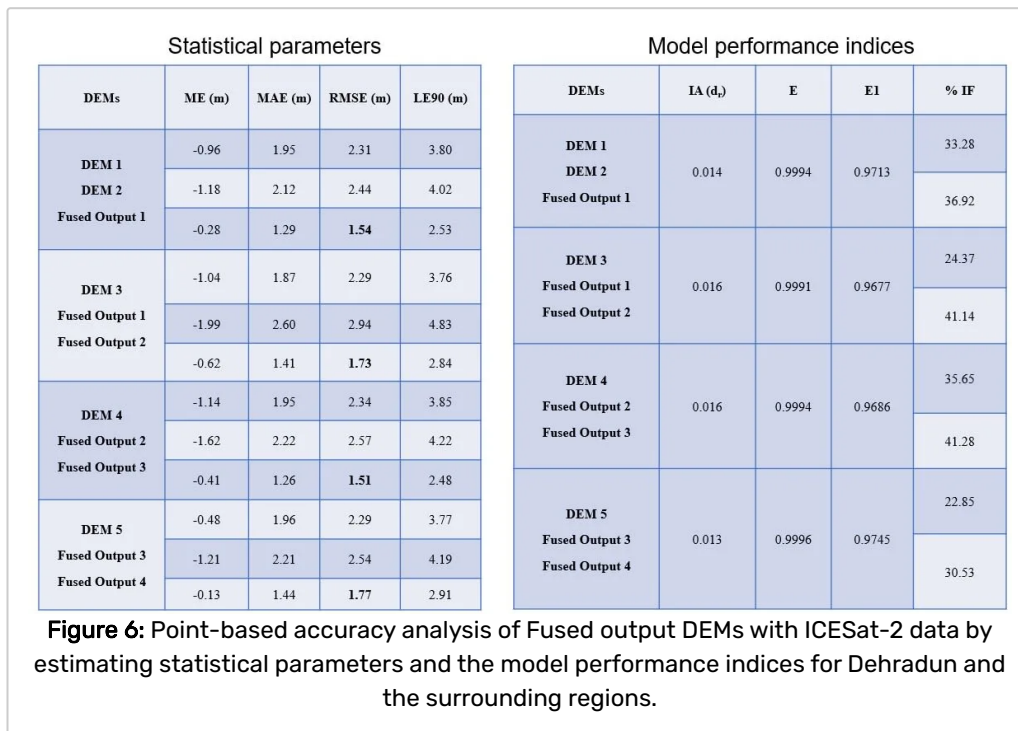 Statistical parameters
DEMs ME (m) MAE (m) RMSE (m) LE90 (m)
DEM 1
DEM 2
Fused Output 1
-0.96 1.95 2.31 3.80
-1.18 2.12 2.44 4.02
-0.28 1.29 1.54 2.53
DEM 3
Fused Output 1
Fused Output 2
-1.04 1.87 2.29 3.76
-1.99 2.60 2.94 4.83
-0.62 1.41 1.73 2.84
DEM 4
Fused Output 2
Fused Output 3
-1.14 1.95 2.34 3.85
-1.62 2.22 2.57 4.22
-0.41 1.26 1.51 2.48
DEM 5
Fused Output 3
Fused Output 4
-0.48 1.96 2.29 3.77
-1.21 2.21 2.54 4.19
-0.13 1.44 1.77 2.91
Model performance indices
DEMs IA (dr) E E1 % IF
DEM 1
DEM 2
Fused Output 1
0.014 0.9994 0.9713
33.28
36.92
DEM 3
Fused Output 1
Fused Output 2
0.016 0.9991 0.9677
24.37
41.14
DEM 4
Fused Output 2
Fused Output 3
0.016 0.9994 0.9686
35.65
41.28
DEM 5
Fused Output 3
Fused Output 4
0.013 0.9996 0.9745
22.85
30.53
Figure 6: Point-based accuracy analysis of Fused output DEMs with ICESat-2 data by
estimating statistical parameters and the model performance indices for Dehradun and
the surrounding regions.